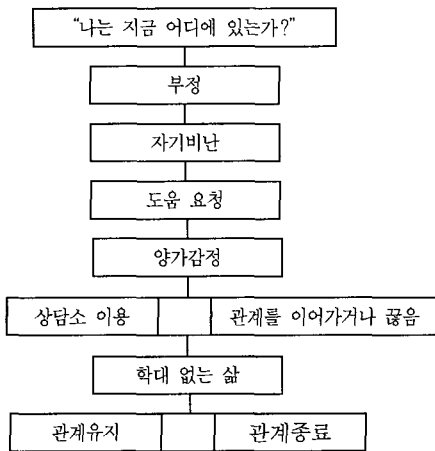 “나는 지금 어디에 있는가?”
부정
자기비난
도움 요청
양가감정
상담소 이용 관계를 이어가거나 끊음
학대 없는 삶
관계유지 관계종료